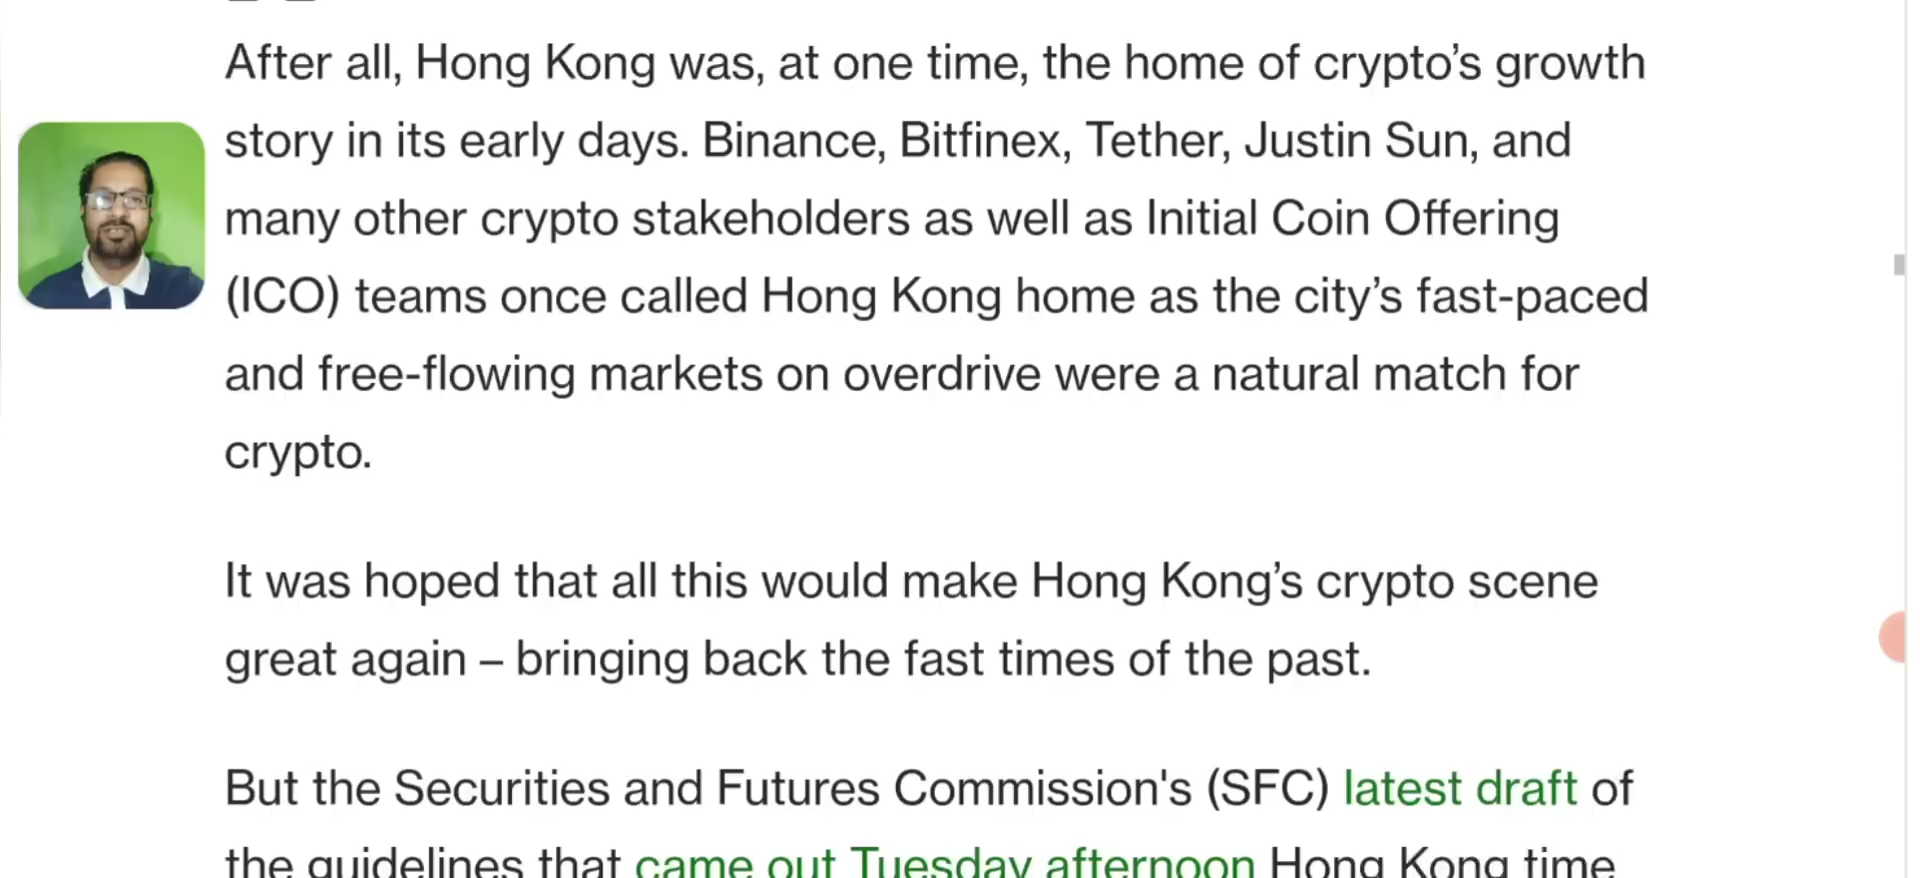 After all, Hong Kong was, at one time, the home of crypto’s growth
story in its early days. Binance, Bitfinex, Tether, Justin Sun, and
many other crypto stakeholders as well as Initial Coin Offering
(ICO) teams once called Hong Kong home as the city’s fast-paced
and free-flowing markets on overdrive were a natural match for
crypto.
It was hoped that all this would make Hong Kong’s crypto scene
great again – bringing back the fast times of the past.
But the Securities and Futures Commission's (SFC) latest draft of
the guidelines that came out Tuesday afternoon Hong Kong time